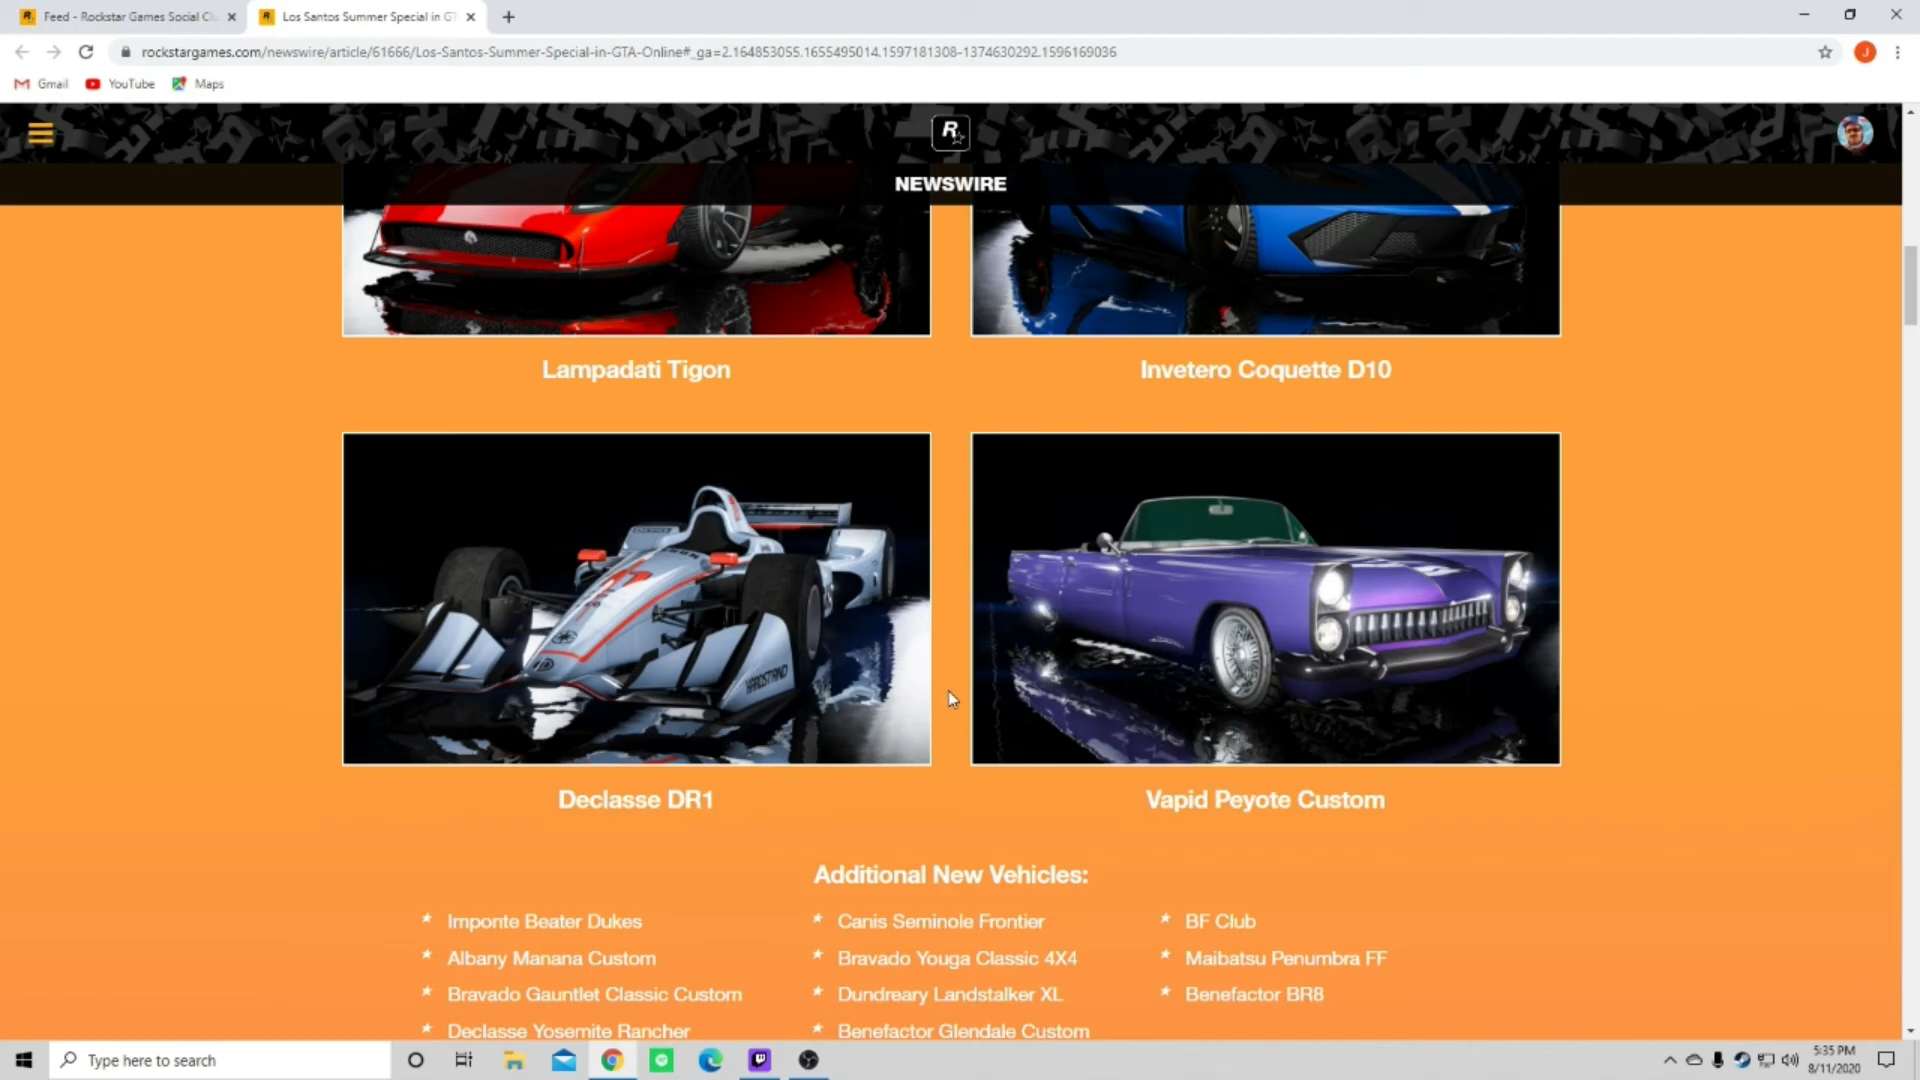 Feed - Rockstar Games Social Cl
Los Santos Summer Special in GT
rockstargames.com/newswire/article/61666/Los-Santos-Summer-Special-in-GTA-Online#_ga=2.164853055.1655495014.1597181308-1374630292.1596169036
J
Gmail
YouTube
Maps
R
NEWSWIRE
Lampadati Tigon
Invetero Coquette D10
YARDSTAND
Declasse DR1
Vapid Peyote Custom
Additional New Vehicles:
Imponte Beater Dukes
Canis Seminole Frontier
BF Club
Albany Manana Custom
Bravado Youga Classic 4X4
Maibatsu Penumbra FF
Bravado Gauntlet Classic Custom
Dundreary Landstalker XL
Benefactor BR8
Declasse Yosemite Rancher
Benefactor Glendale Custom
Type here to search
5:35 PM
8/11/2020